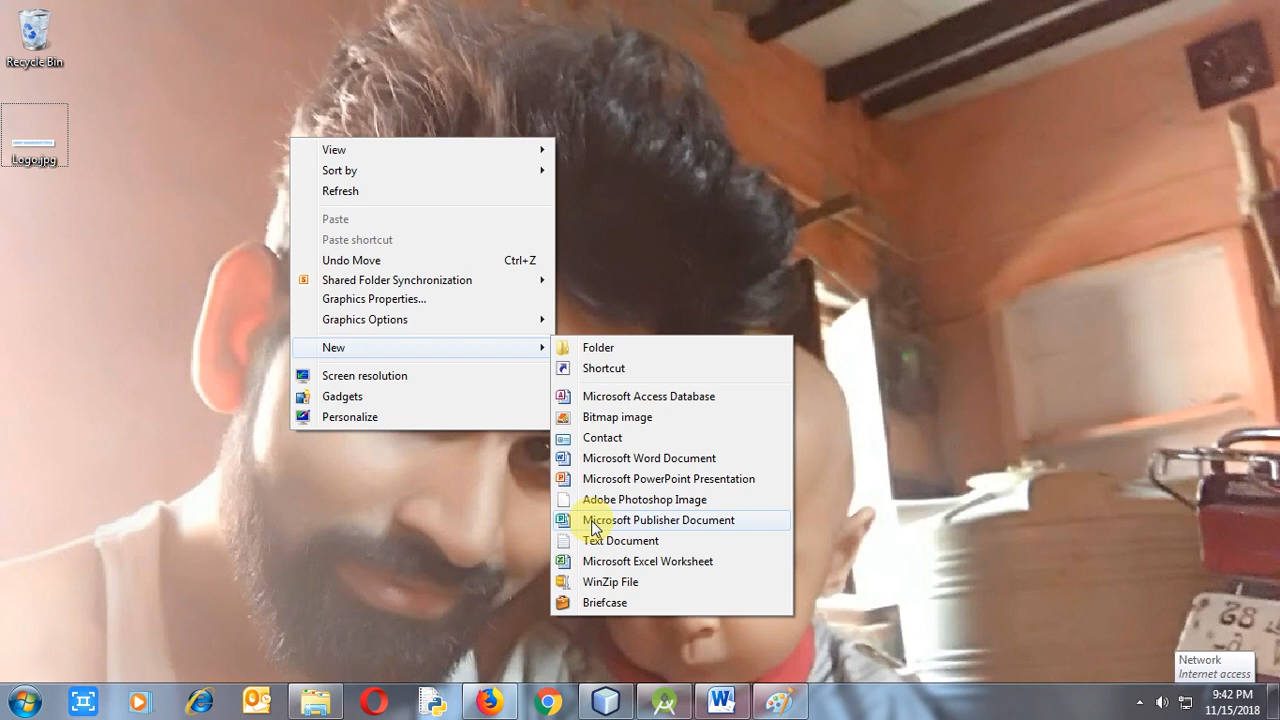 Recycle Bin
Logo.jpg
View
Sort by
Refresh
Paste
Paste shortcut
Undo Move Ctrl+Z
Shared Folder Synchronization
Graphics Properties...
Graphics Options
New
Screen resolution
Gadgets
Personalize
Folder
Shortcut
Microsoft Access Database
Bitmap image
Contact
Microsoft Word Document
Microsoft PowerPoint Presentation
Adobe Photoshop Image
Microsoft Publisher Document
Text Document
Microsoft Excel Worksheet
WinZip File
Briefcase
Network
Internet access
9:42 PM
11/15/2018